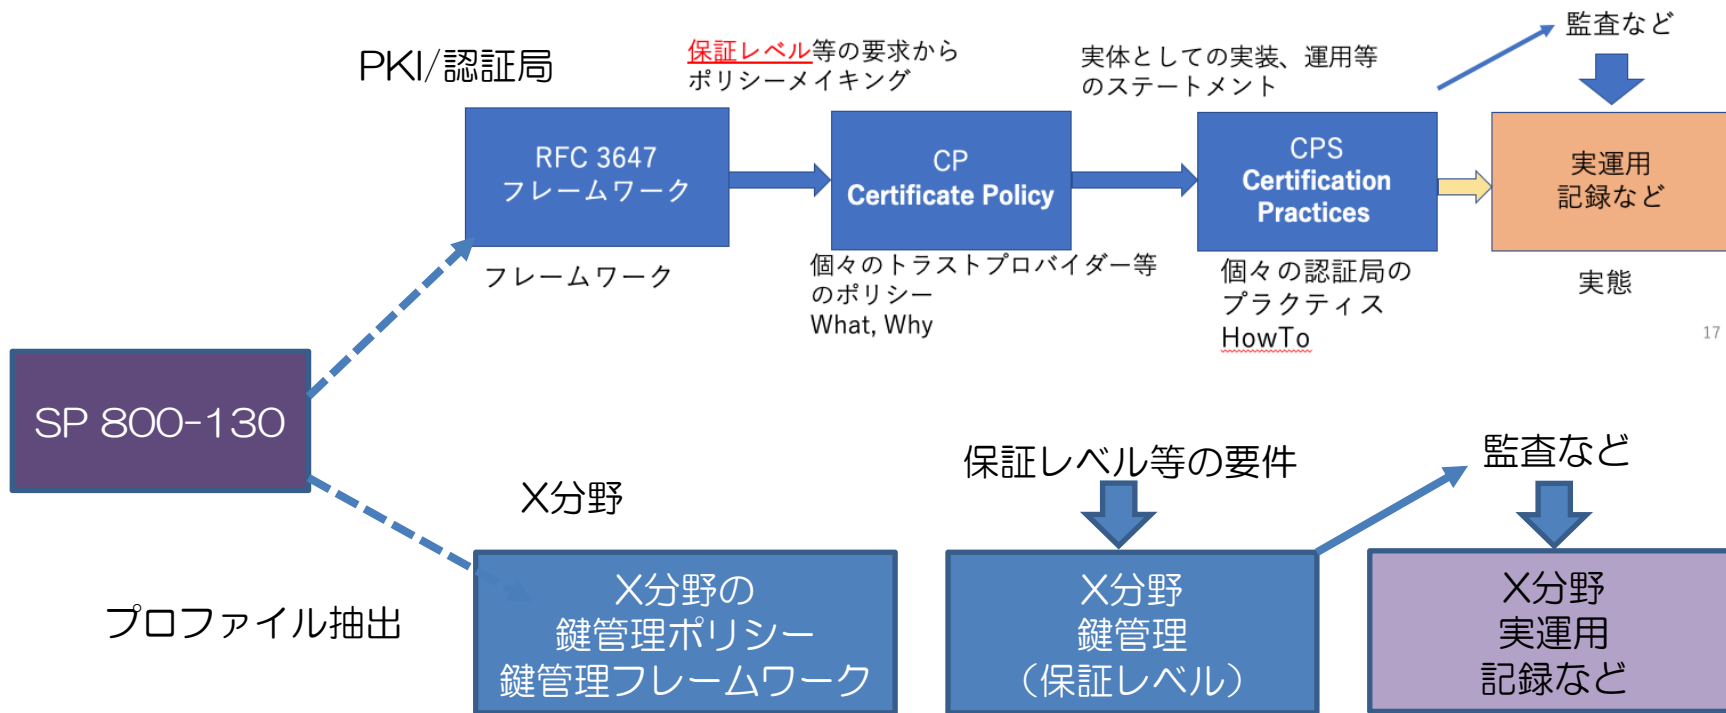 PKI/認証局
保証レベル等の要求から
ポリシーメイキング
実体としての実装、運用等
のステートメント
監査など
RFC 3647
フレームワーク
CP
Certificate Policy
CPS
Certification
Practices
実運用
記録など
フレームワーク
個々のトラストプロバイダー等
のポリシー
What, Why
個々の認証局の
プラクティス
HowTo
実態
17
SP 800-130
X分野
保証レベル等の要件
監査など
プロファイル抽出
X分野の
鍵管理ポリシー
鍵管理フレームワーク
X分野
鍵管理
（保証レベル）
X分野
実運用
記録など